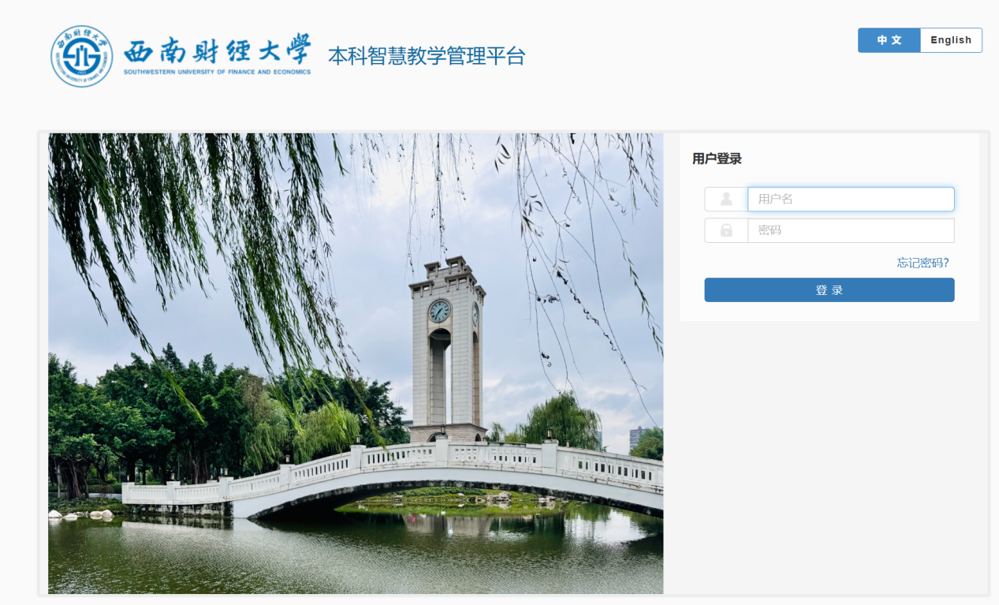 西南财经大学
SOUTHWESTERN UNIVERSITY OF FINANCE AND ECONOMICS
本科智慧教学管理平台
中 文
English
用户登录
用户名
密码
忘记密码?
登 录